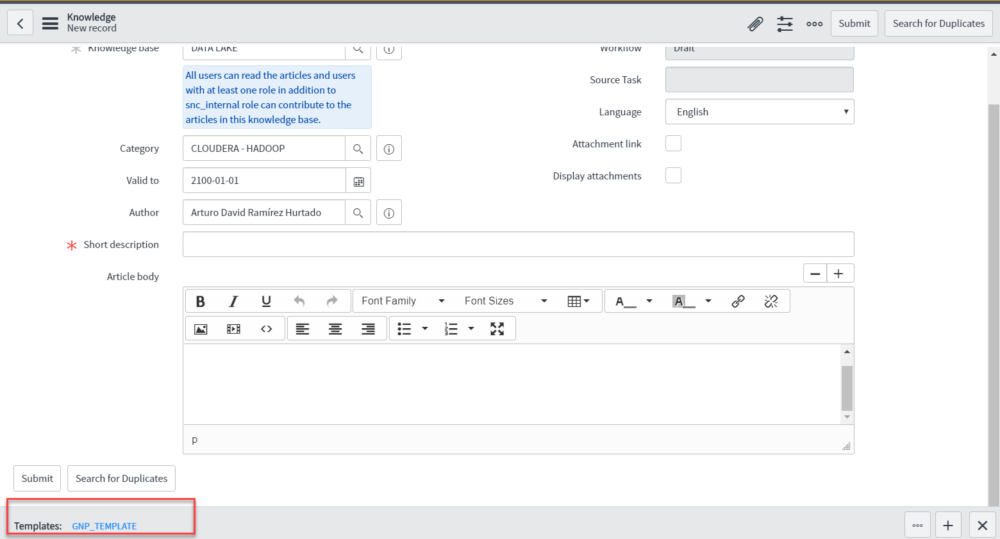 Knowledge
New record
Submit
Search for Duplicates
Knowledge base
DATA LAKE
All users can read the articles and users
with at least one role in addition to
snc_internal role can contribute to the
articles in this knowledge base.
Category
CLOUDERA - HADOOP
Valid to
2100-01-01
Author
Arturo David Ramírez Hurtado
Workflow
Draft
Source Task
Language
English
Attachment link
Display attachments
Short description
Article body
B I U
Font Family
Font Sizes
A
A
p
Submit
Search for Duplicates
Templates: GNP_TEMPLATE